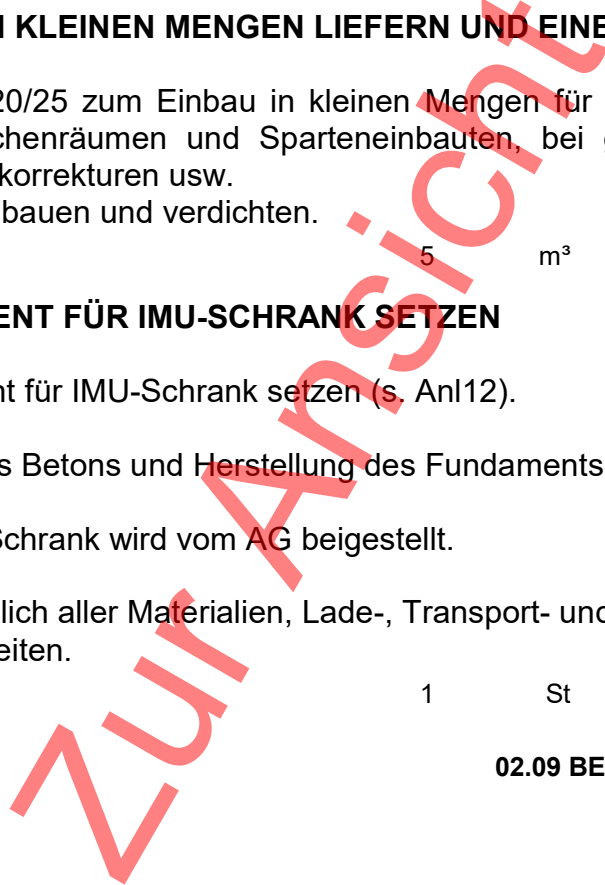 KLEINEN MENGEN LIEFERN UND EINE
20/25 zum Einbau in kleinen Mengen für
chenräumen und Sparteneinbauten, bei
korrekturen usw.
bauen und verdichten.
5 m³
ENT FÜR IMU-SCHRANK SETZEN
nt für IMU-Schrank setzen (s. Anl12).
s Betons und Herstellung des Fundaments
Schrank wird vom AG beigestellt.
lich aller Materialien, Lade-, Transport- und
eiten.
1 St
02.09 BE
Zur Ansicht